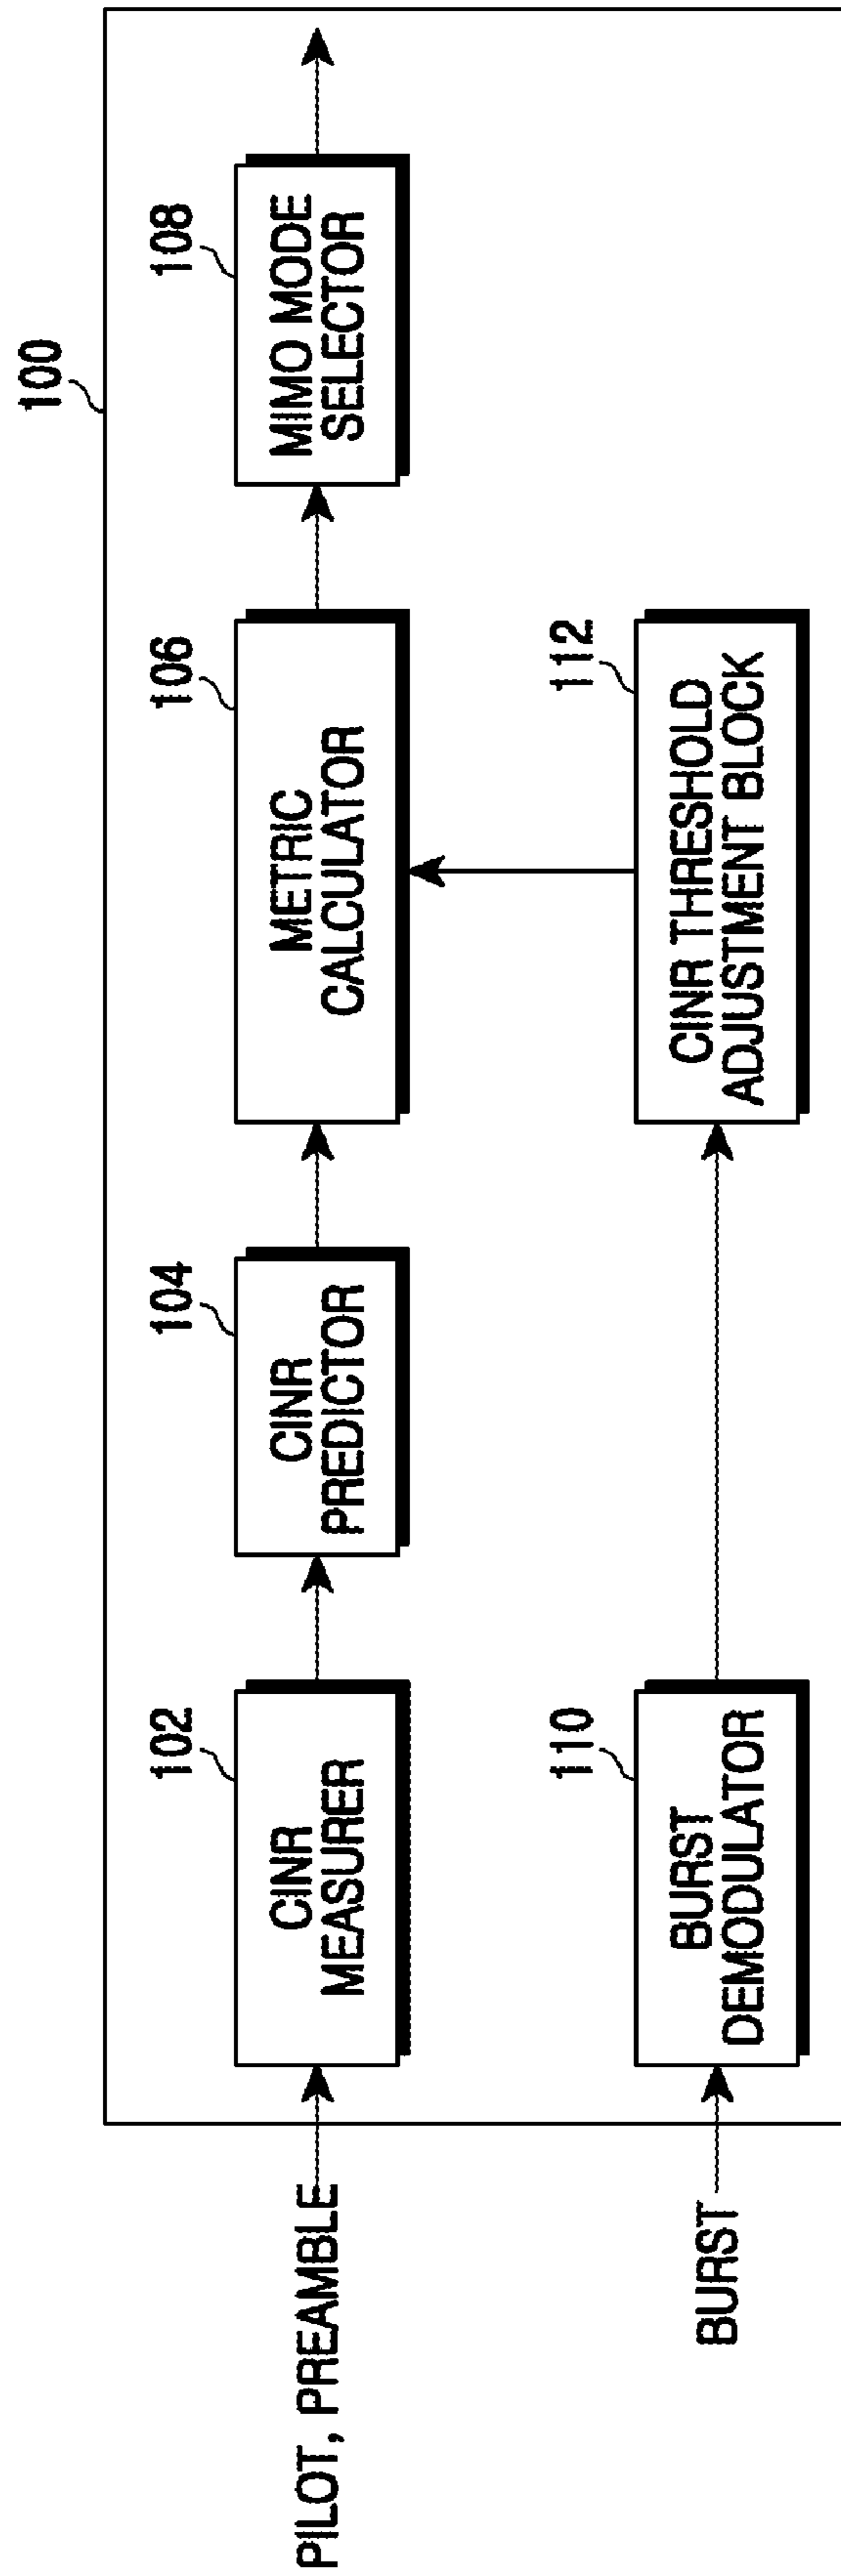 100
102
104
106
108
PILOT, PREAMBLE
CINR
MEASURER
CINR
PREDICTOR
METRIC
CALCULATOR
MIMO MODE
SELECTOR
110
112
BURST
BURST
DEMODULATOR
CINR THRESHOLD
ADJUSTMENT BLOCK